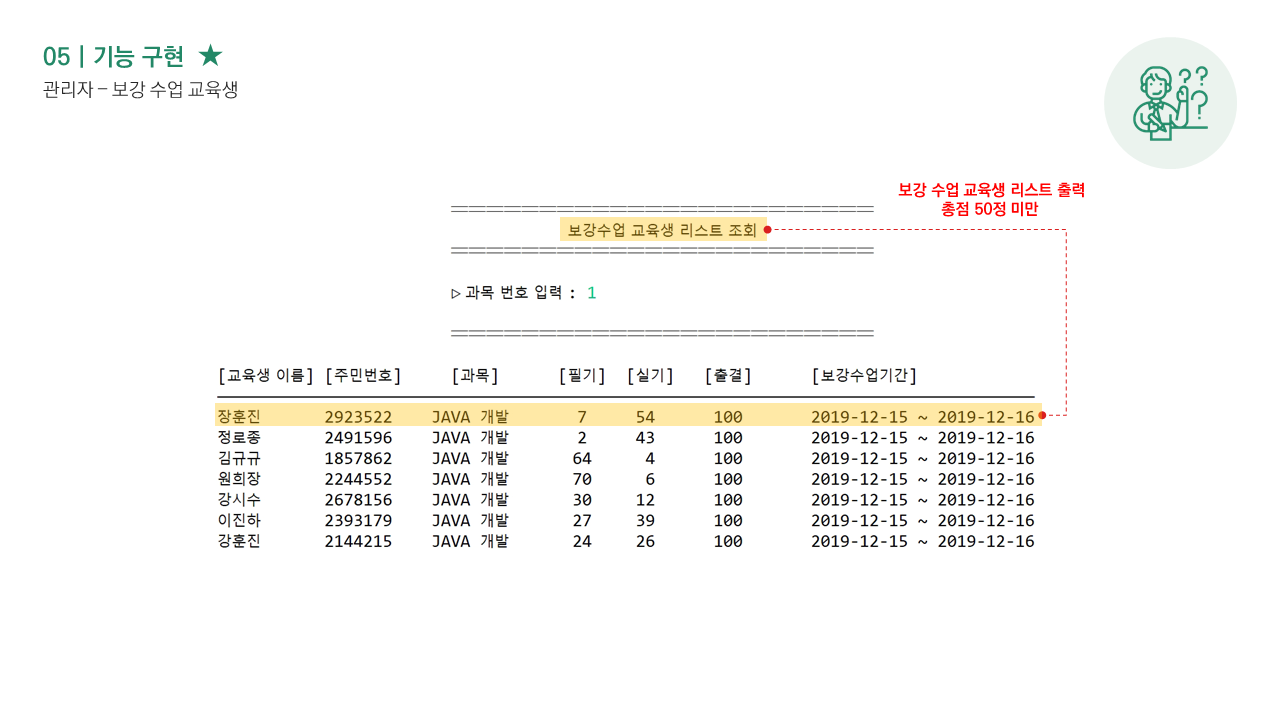 05 | 기능 구현 ★
관리자 – 보강 수업 교육생
? ?
? ?
보강 수업 교육생 리스트 출력
총점 50정 미만
================================
보강수업 교육생 리스트 조회
================================
▷ 과목 번호 입력 : 1
================================
[교육생 이름] [주민번호] [과목] [필기] [실기] [출결] [보강수업기간]
장훈진 2923522 JAVA 개발 7 54 100 2019-12-15 ~ 2019-12-16
정로종 2491596 JAVA 개발 2 43 100 2019-12-15 ~ 2019-12-16
김규규 1857862 JAVA 개발 64 4 100 2019-12-15 ~ 2019-12-16
원희장 2244552 JAVA 개발 70 6 100 2019-12-15 ~ 2019-12-16
강시수 2678156 JAVA 개발 30 12 100 2019-12-15 ~ 2019-12-16
이진하 2393179 JAVA 개발 27 39 100 2019-12-15 ~ 2019-12-16
강훈진 2144215 JAVA 개발 24 26 100 2019-12-15 ~ 2019-12-16